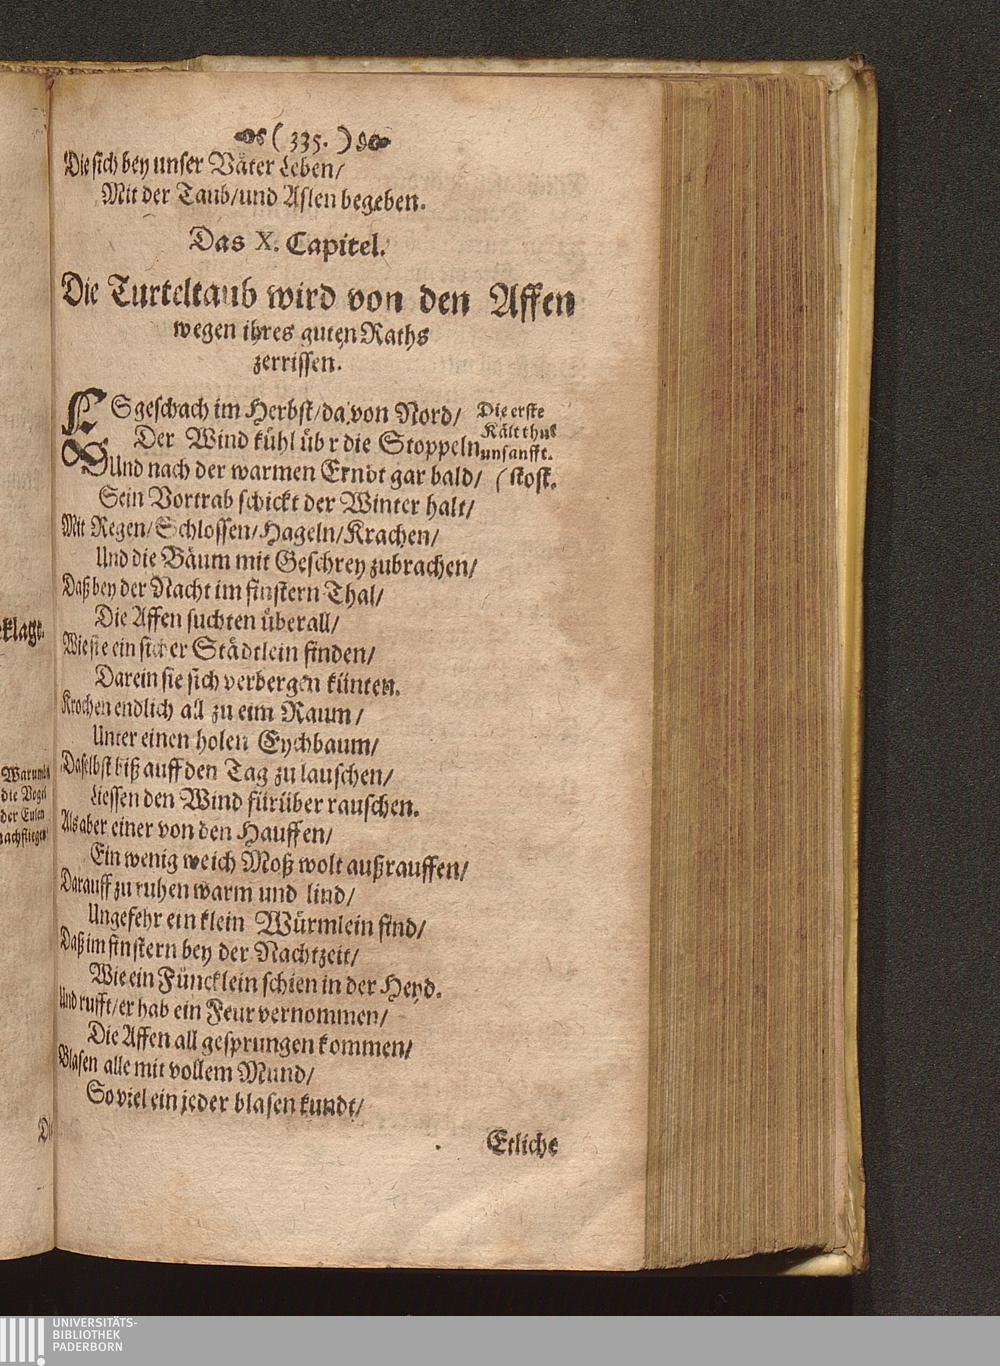 (335.)
Die sich bey unser Väter Leben/
Mit der Taub/und Aslen begeben.
Das X. Capitel.
Die Turteltaub wird von den Affen
wegen ihres guten Raths
zerrissen.
ES geschach im Herbst/da von Nord/
Die erste
Kält thut
unsanfft.
Der Wind kühl üb r die Stoppeln
(stost.
Und nach der warmen Erndt gar bald/
Sein Vortrab schickt der Winter halt/
Mit Regen/Schlossen/Hageln/Krachen/
Und die Bäum mit Geschrey zubrachen/
Daß bey der Nacht im finstern Thal/
Die Affen suchten überall/
Wie sie ein sicher Städtlein finden/
Darein sie sich verbergen künten.
Krochen endlich all zu eim Raum/
Unter einen holen Eychbaum/
Daselbst biß auff den Tag zu lauschen/
Liessen den Wind fürüber rauschen.
Als aber einer von den Hauffen/
Ein wenig weich Moß wolt außrauffen/
Darauff zu ruhen warm und lind/
Ungefehr ein klein Würmlein find/
Daß im finstern bey der Nachtzeit/
Wie ein Füncklein schien in der Heyd.
Und rufft/er hab ein Feur vernommen/
Die Affen all gesprungen kommen/
Blasen alle mit vollem Mund/
So viel ein jeder blasen kundt/
Etliche
klage.
Warumb
die Vögel
der Eulen
nachfliegen
UNIVERSITÄTS-
BIBLIOTHEK
PADERBORN